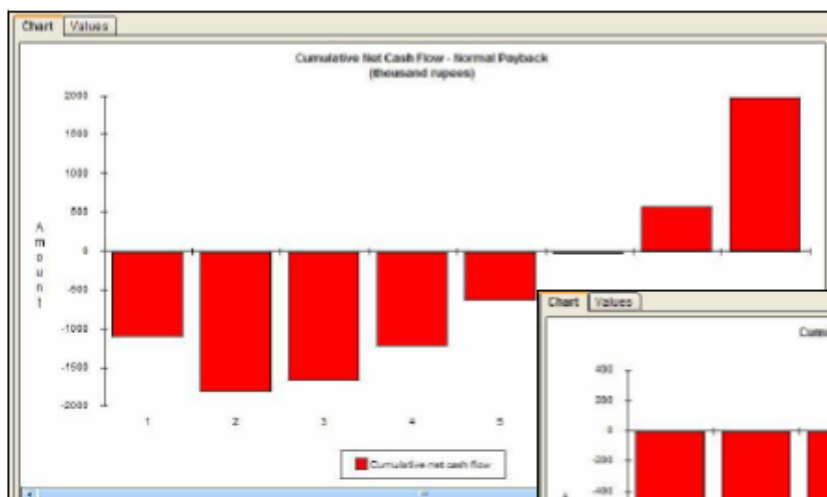 Chart Values
Cumulative Net Cash Flow - Normal Payback
(thousand rupees)
2000
1500
1000
500
0
-500
-1000
-1500
-2000
Amount
1 2 3 4 5
Cumulative net cash flow
Chart Values
400
200
0
-200
-400